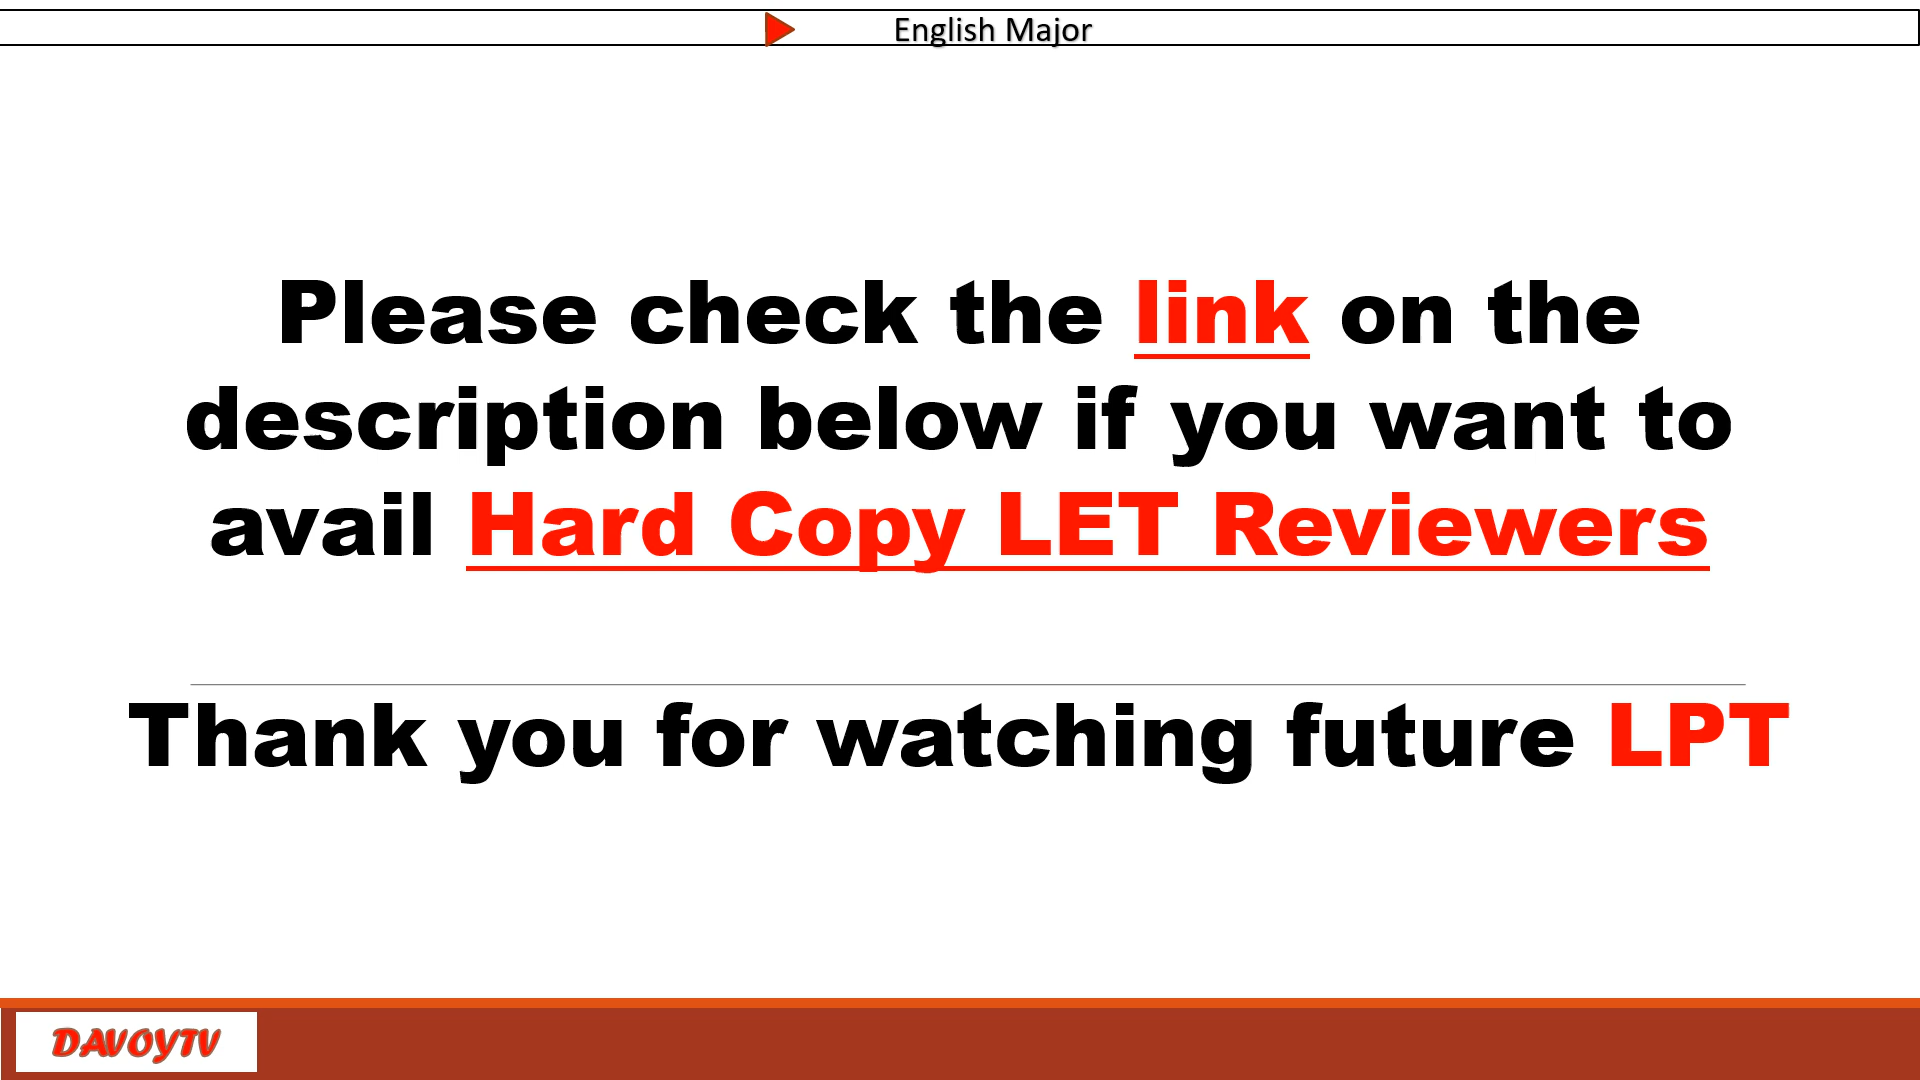 English Major
Please check the link on the
description below if you want to
avail Hard Copy LET Reviewers
Thank you for watching future LPT
DAVOYTV